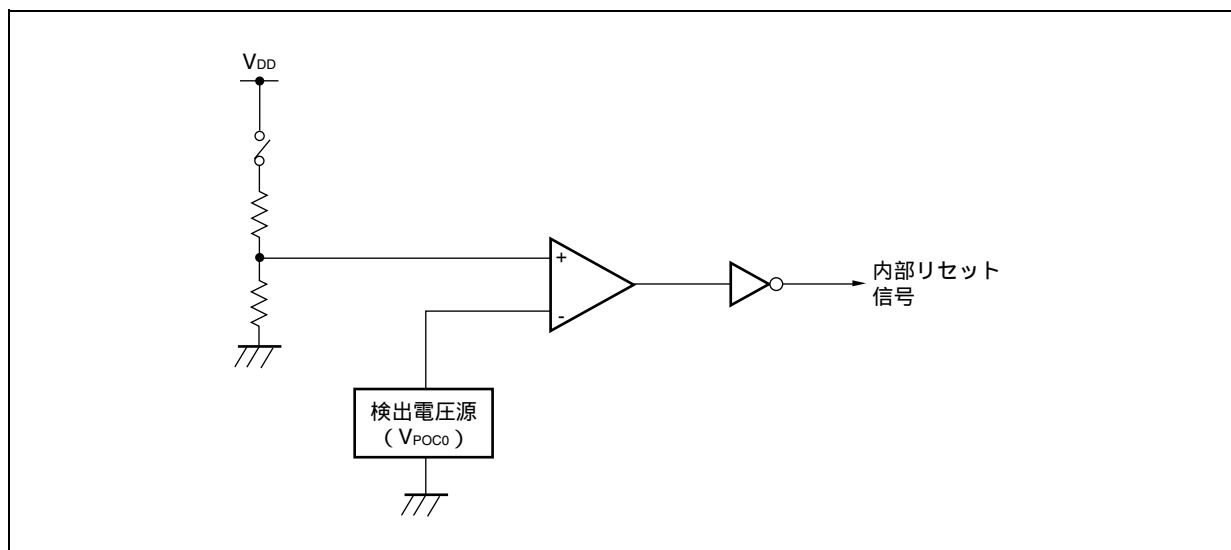 VDD
+
-
内部リセット
信号
検出電圧源
（VPOC0）